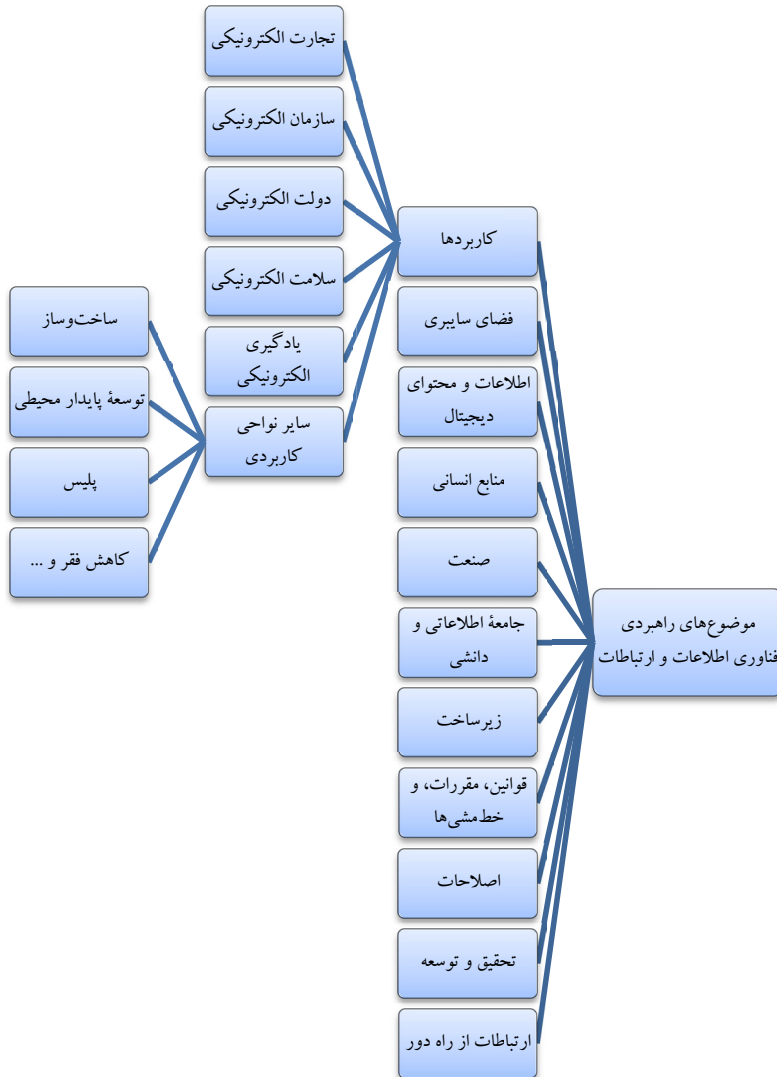 موضوع‌های راهبردی
فناوری اطلاعات و ارتباطات
کاربردها
فضای سایبری
اطلاعات و محتوای
دیجیتال
منابع انسانی
صنعت
جامعهٔ اطلاعاتی و
دانشی
زیرساخت
قوانین، مقررات، و
خط‌مشی‌ها
اصلاحات
تحقیق و توسعه
ارتباطات از راه دور
تجارت الکترونیکی
سازمان الکترونیکی
دولت الکترونیکی
سلامت الکترونیکی
یادگیری
الکترونیکی
سایر نواحی
کاربردی
ساخت‌وساز
توسعهٔ پایدار محیطی
پلیس
کاهش فقر و ...